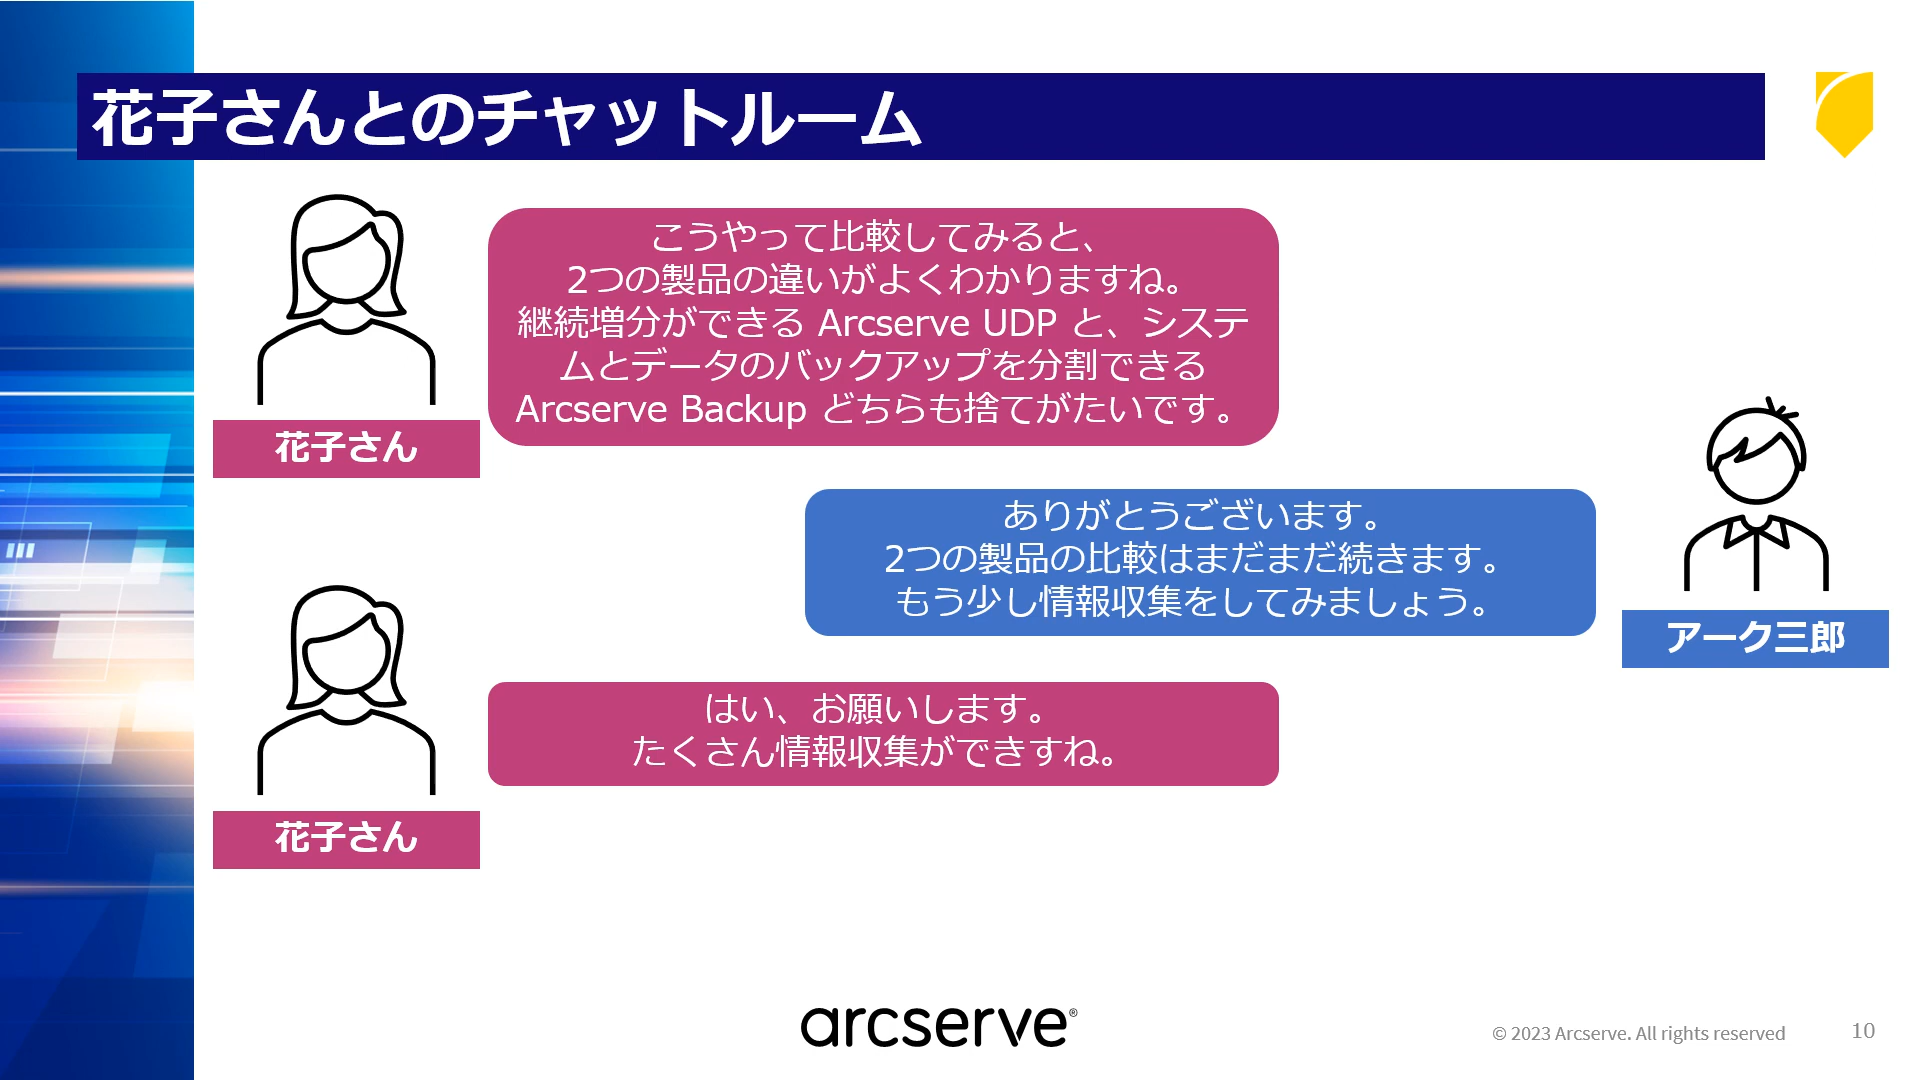 花子さんとのチャットルーム
こうやって比較してみると、
2つの製品の違いがよくわかりますね。
継続増分ができる Arcserve UDP と、システ
ムとデータのバックアップを分割できる
Arcserve Backup どちらも捨てがたいです。
花子さん
ありがとうございます。
2つの製品の比較はまだまだ続きます。
もう少し情報収集をしてみましょう。
アーク三郎
はい、お願いします。
たくさん情報収集ができすね。
花子さん
arcserve®
© 2023 Arcserve. All rights reserved
10